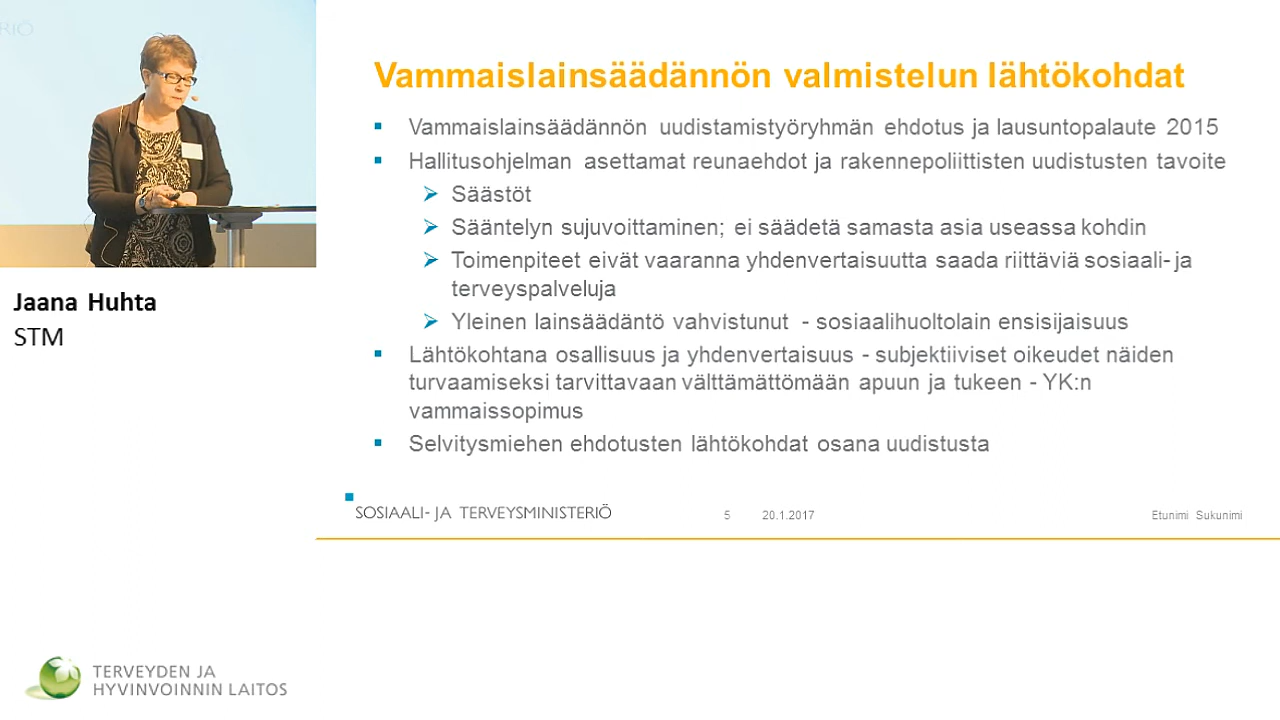 RIÖ
Jaana Huhta
STM
Vammaislainsäädännön valmistelun lähtökohdat
Vammaislainsäädännön uudistamistyöryhmän ehdotus ja lausuntopalaute 2015
Hallitusohjelman asettamat reunaehdot ja rakennepoliittisten uudistusten tavoite
Säästöt
Sääntelyn sujuvoittaminen; ei säädetä samasta asia useassa kohdin
Toimenpiteet eivät vaaranna yhdenvertaisuutta saada riittäviä sosiaali- ja
terveyspalveluja
Yleinen lainsäädäntö vahvistunut - sosiaalihuoltolain ensisijaisuus
Lähtökohtana osallisuus ja yhdenvertaisuus - subjektiiviset oikeudet näiden
turvaamiseksi tarvittavaan välttämättömään apuun ja tukeen - YK:n
vammaissopimus
Selvitysmiehen ehdotusten lähtökohdat osana uudistusta
SOSIAALI- JA TERVEYSMINISTERIÖ
5 20.1.2017 Etunimi Sukunimi
TERVEYDEN JA
HYVINVOINNIN LAITOS